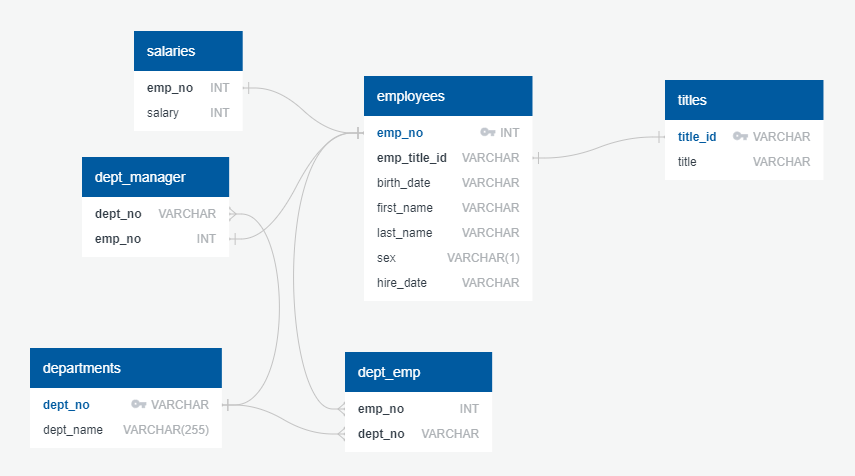 salaries
emp_no INT
salary INT
employees
emp_no INT
emp_title_id VARCHAR
birth_date VARCHAR
first_name VARCHAR
last_name VARCHAR
sex VARCHAR(1)
hire_date VARCHAR
titles
title_id VARCHAR
title VARCHAR
dept_manager
dept_no VARCHAR
emp_no INT
departments
dept_no VARCHAR
dept_name VARCHAR(255)
dept_emp
emp_no INT
dept_no VARCHAR